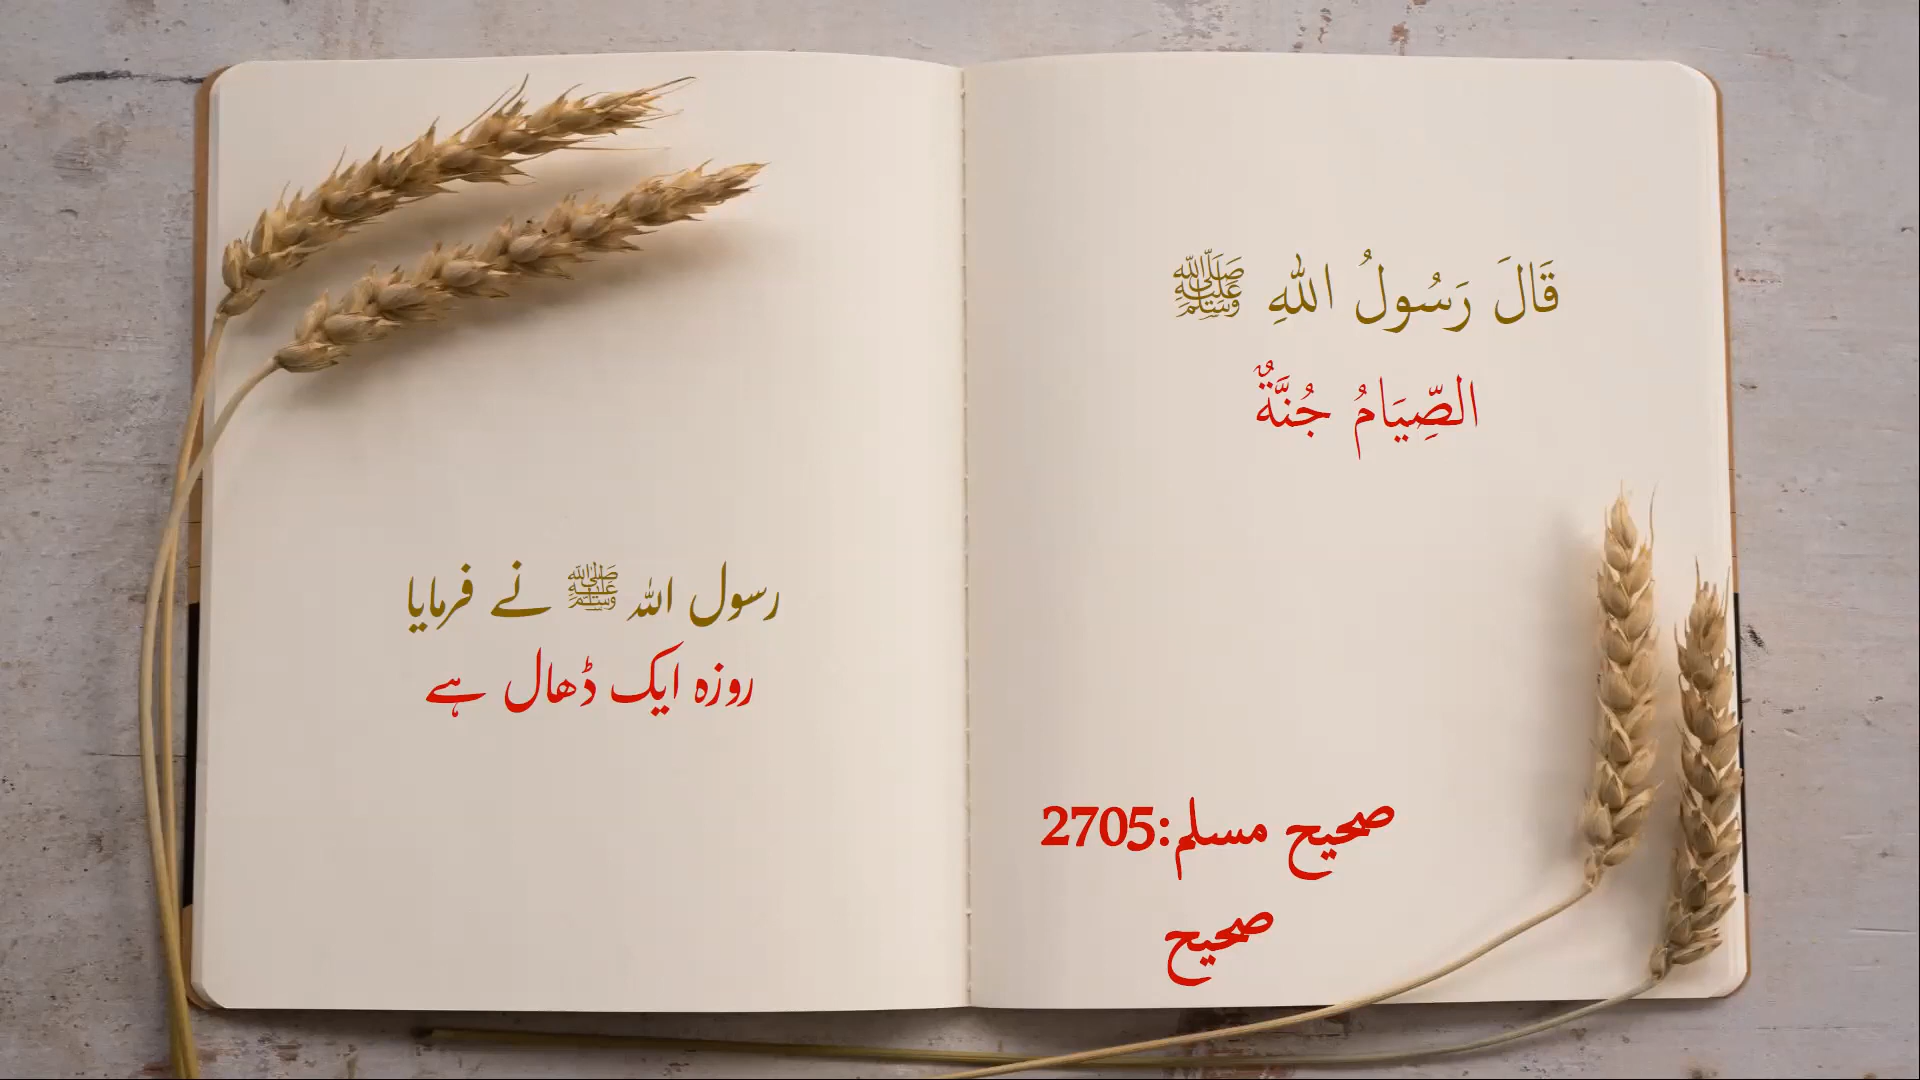 قَالَ رَسُولُ اللهِ ﷺ
الصِّيَامُ جُنَّةٌ
رسول اللہ ﷺ نے فرمایا
روزہ ایک ڈھال ہے
صحیح مسلم:2705
صحیح